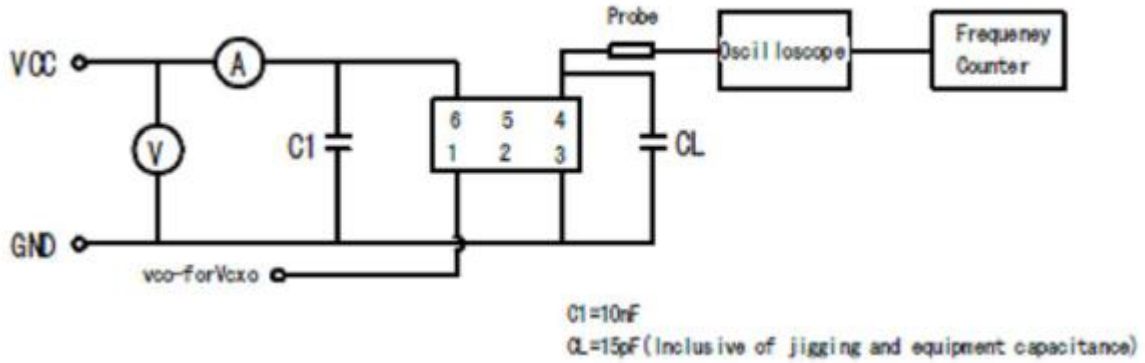 Probe
VCC
A
Oscilloscope
Frequency
Counter
V
C1
6 5 4
1 2 3
CL
GND
vco-forVcxo
C1=10nF
CL=15pF(Inclusive of jigging and equipment capacitance)